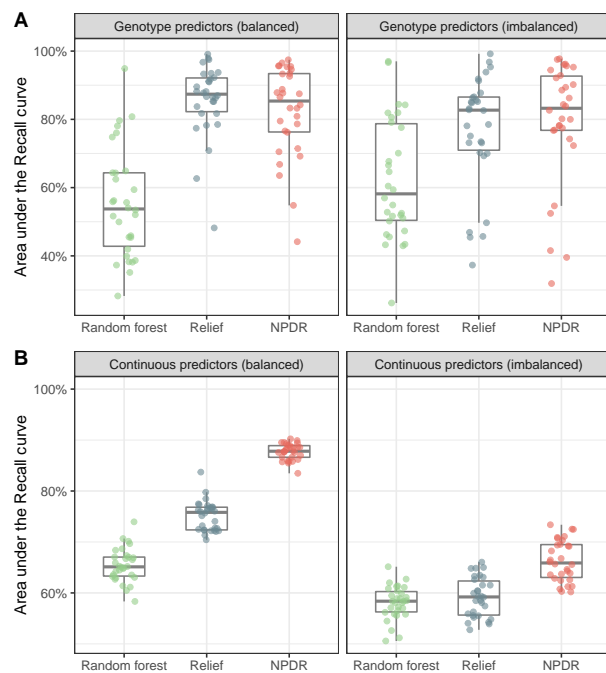 A
Genotype predictors (balanced)
Genotype predictors (imbalanced)
Area under the Recall curve
100%
80%
60%
40%
Random forest
Relief
NPDR
Random forest
Relief
NPDR
B
Continuous predictors (balanced)
Continuous predictors (imbalanced)
Area under the Recall curve
100%
80%
60%
Random forest
Relief
NPDR
Random forest
Relief
NPDR